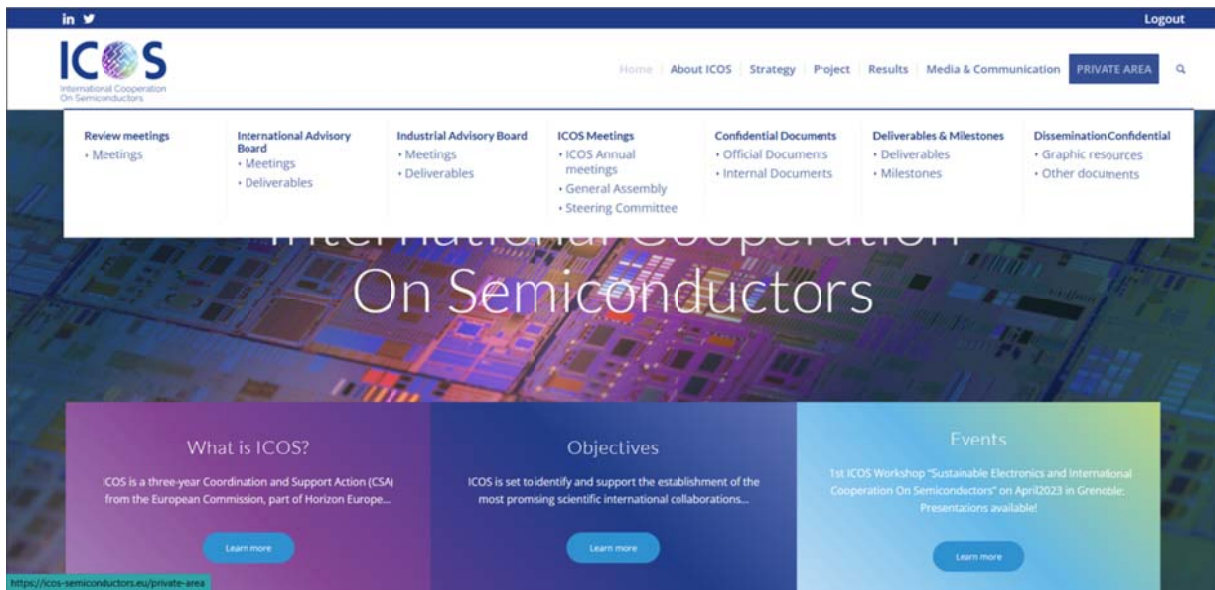 in
Logout
ICOS
International Cooperation
On Semiconductors
Home
About ICOS
Strategy
Project
Results
Media & Communication
PRIVATE AREA
Review meetings
• Meetings
International Advisory
Board
• Meetings
• Deliverables
Industrial Advisory Board
• Meetings
• Deliverables
ICOS Meetings
• ICOS Annual
meetings
• General Assembly
• Steering Committee
Confidential Documents
• Official Documents
• Internal Documents
Deliverables & Milestones
• Deliverables
• Milestones
DisseminationConfidential
• Graphic resources
• Other documents
International Cooperation
On Semiconductors
What is ICOS?
ICOS is a three-year Coordination and Support Action (CSA)
from the European Commission, part of Horizon Europe...
Learn more
Objectives
ICOS is set to identify and support the establishment of the
most promsing scientific international collaborations...
Learn more
Events
1st ICOS Workshop "Sustainable Electronics and International
Cooperation On Semiconductors" on April2023 in Grenoble:
Presentations available!
Learn more
https://icos-semiconductors.eu/private-area